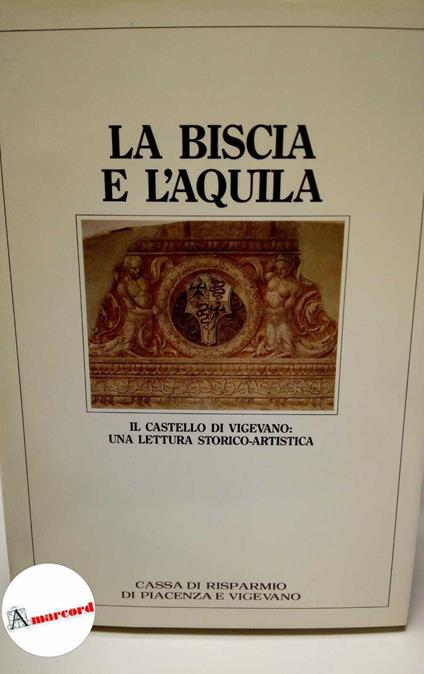 LA BISCIA
E L'AQUILA
IL CASTELLO DI VIGEVANO:
UNA LETTURA STORICO-ARTISTICA
CASSA DI RISPARMIO
DI PIACENZA E VIGEVANO
Amarcord